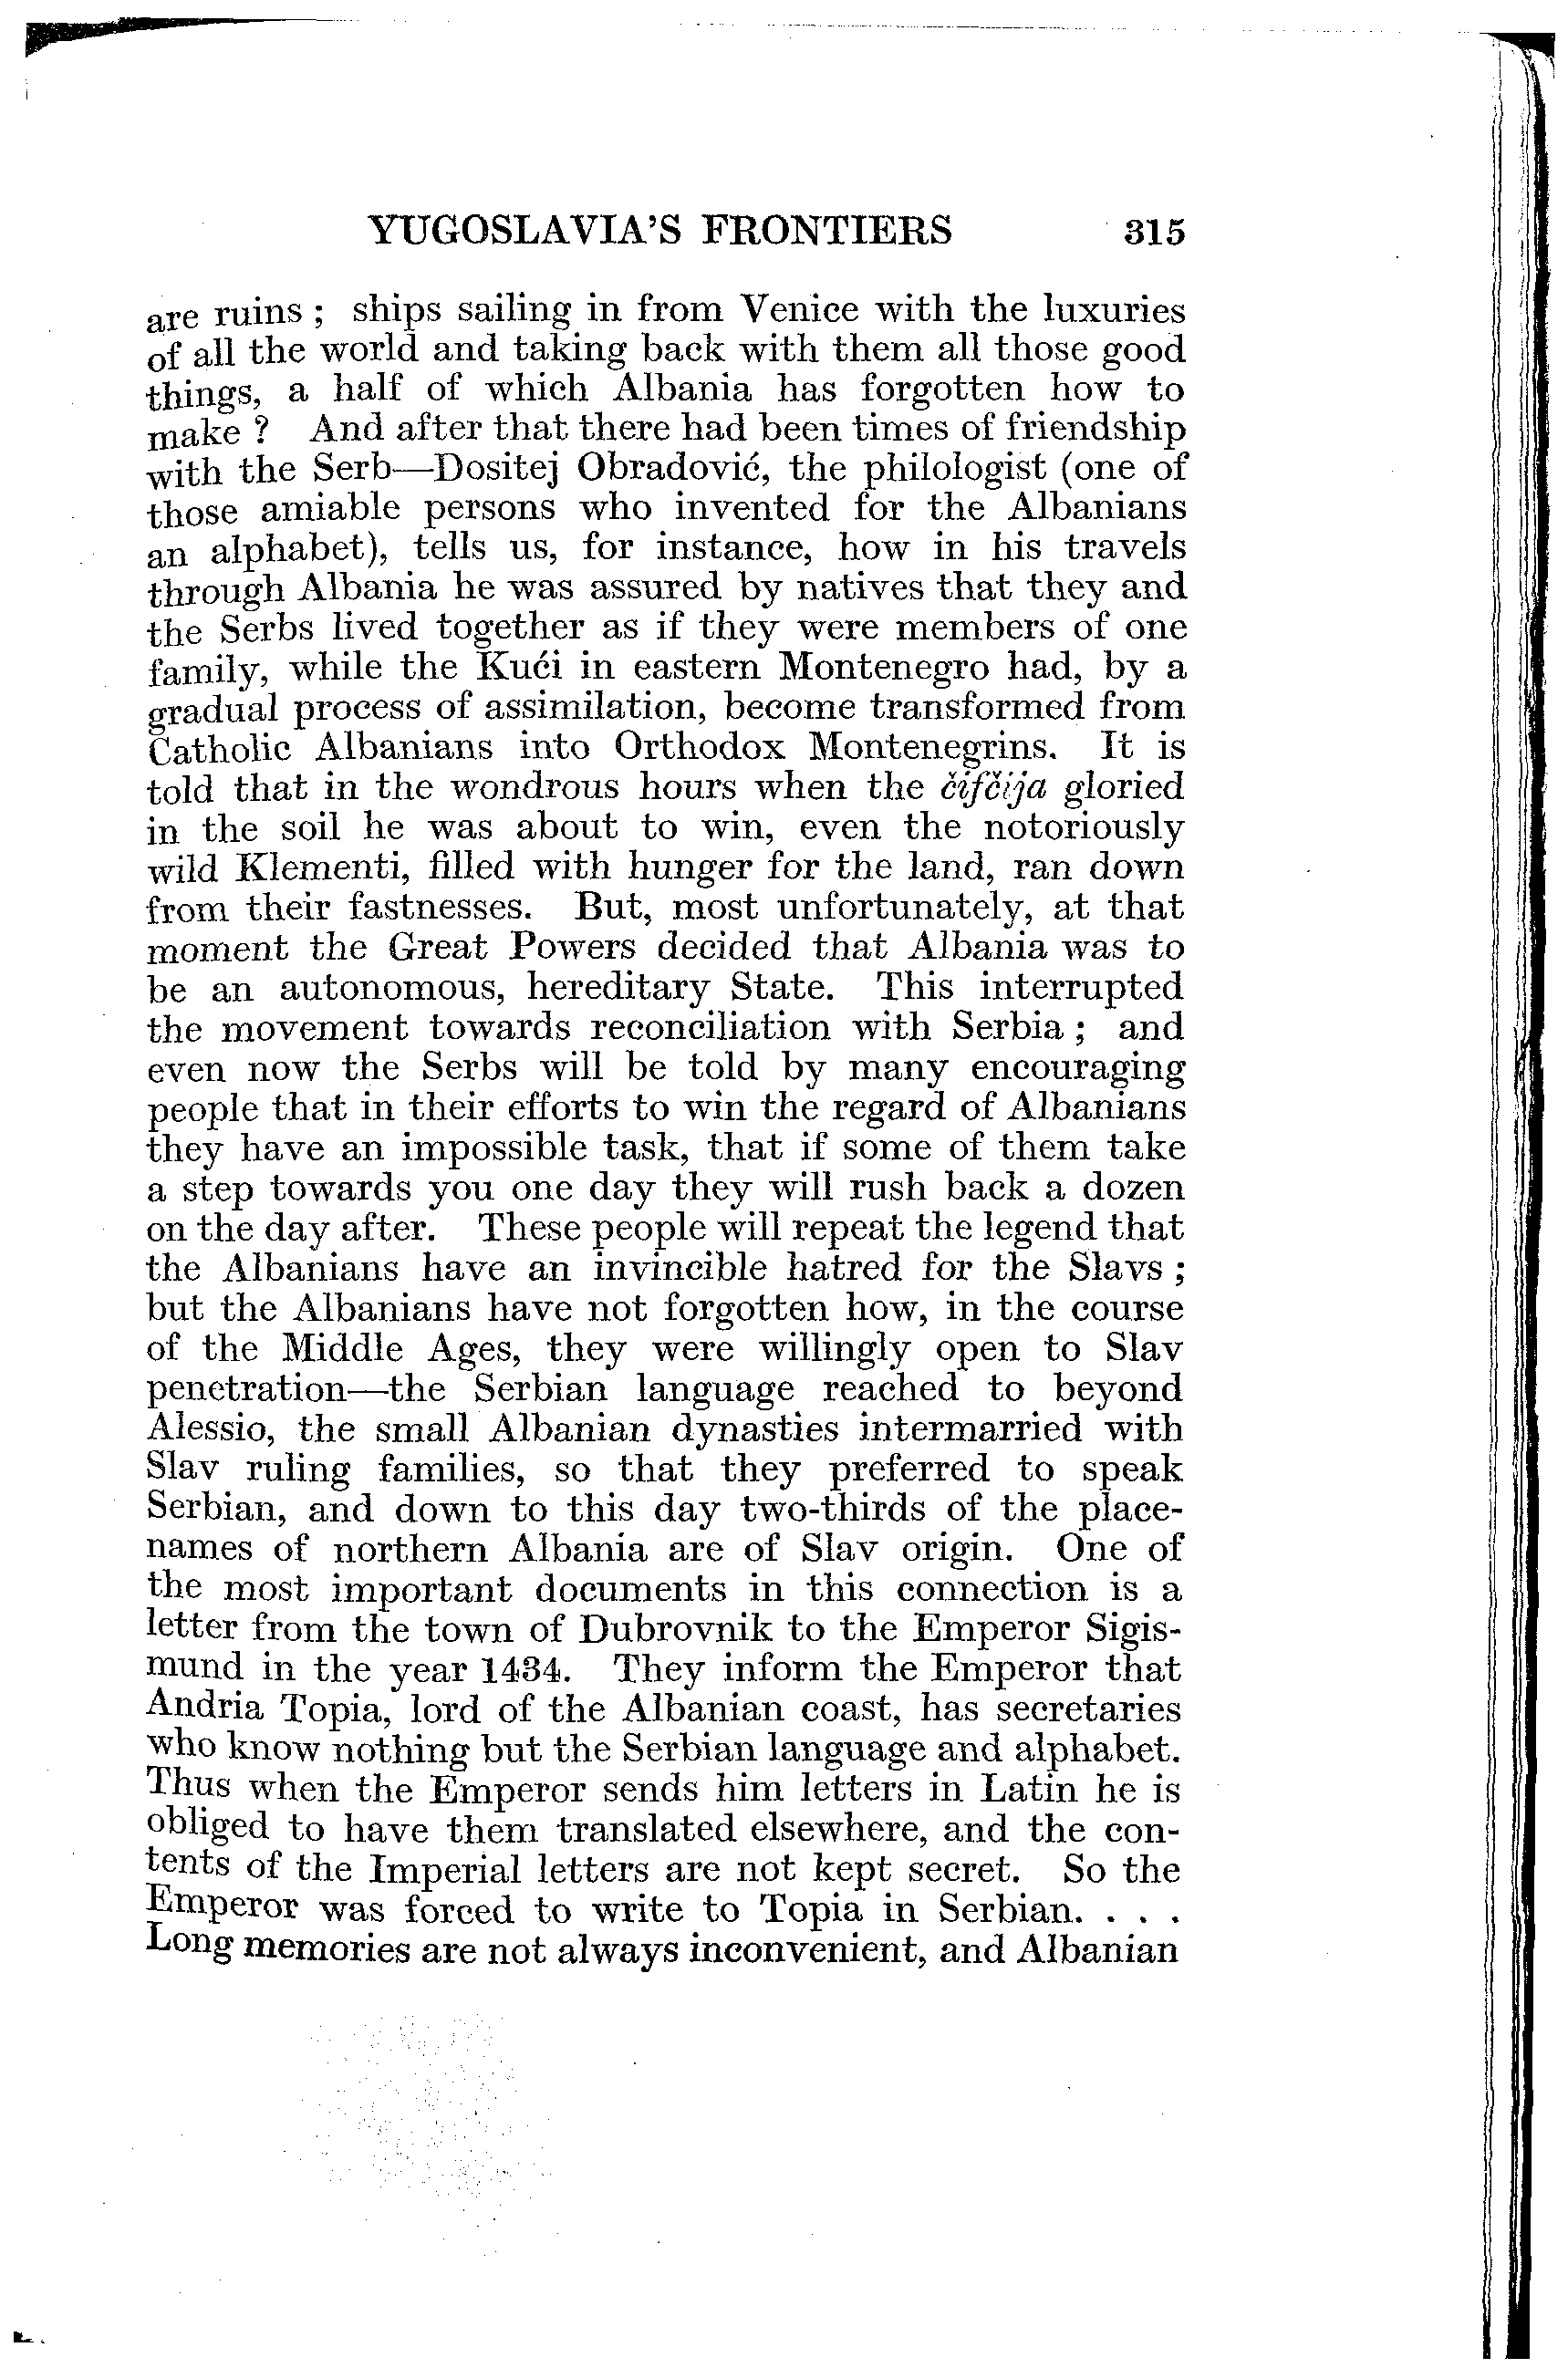 YUGOSLAVIA'S FRONTIERS 315
are ruins ; ships sailing in from Venice with the luxuries
of all the world and taking back with them all those good
things, a half of which Albania has forgotten how to
make ? And after that there had been times of friendship
with the Serb—Dositej Obradović, the philologist (one of
those amiable persons who invented for the Albanians
an alphabet), tells us, for instance, how in his travels
through Albania he was assured by natives that they and
the Serbs lived together as if they were members of one
family, while the Kući in eastern Montenegro had, by a
gradual process of assimilation, become transformed from
Catholic Albanians into Orthodox Montenegrins. It is
told that in the wondrous hours when the čifčija gloried
in the soil he was about to win, even the notoriously
wild Klementi, filled with hunger for the land, ran down
from their fastnesses. But, most unfortunately, at that
moment the Great Powers decided that Albania was to
be an autonomous, hereditary State. This interrupted
the movement towards reconciliation with Serbia ; and
even now the Serbs will be told by many encouraging
people that in their efforts to win the regard of Albanians
they have an impossible task, that if some of them take
a step towards you one day they will rush back a dozen
on the day after. These people will repeat the legend that
the Albanians have an invincible hatred for the Slavs ;
but the Albanians have not forgotten how, in the course
of the Middle Ages, they were willingly open to Slav
penetration—the Serbian language reached to beyond
Alessio, the small Albanian dynasties intermarried with
Slav ruling families, so that they preferred to speak
Serbian, and down to this day two-thirds of the place-
names of northern Albania are of Slav origin. One of
the most important documents in this connection is a
letter from the town of Dubrovnik to the Emperor Sigis-
mund in the year 1434. They inform the Emperor that
Andria Topia, lord of the Albanian coast, has secretaries
who know nothing but the Serbian language and alphabet.
Thus when the Emperor sends him letters in Latin he is
obliged to have them translated elsewhere, and the con-
tents of the Imperial letters are not kept secret. So the
Emperor was forced to write to Topia in Serbian. . . .
Long memories are not always inconvenient, and Albanian